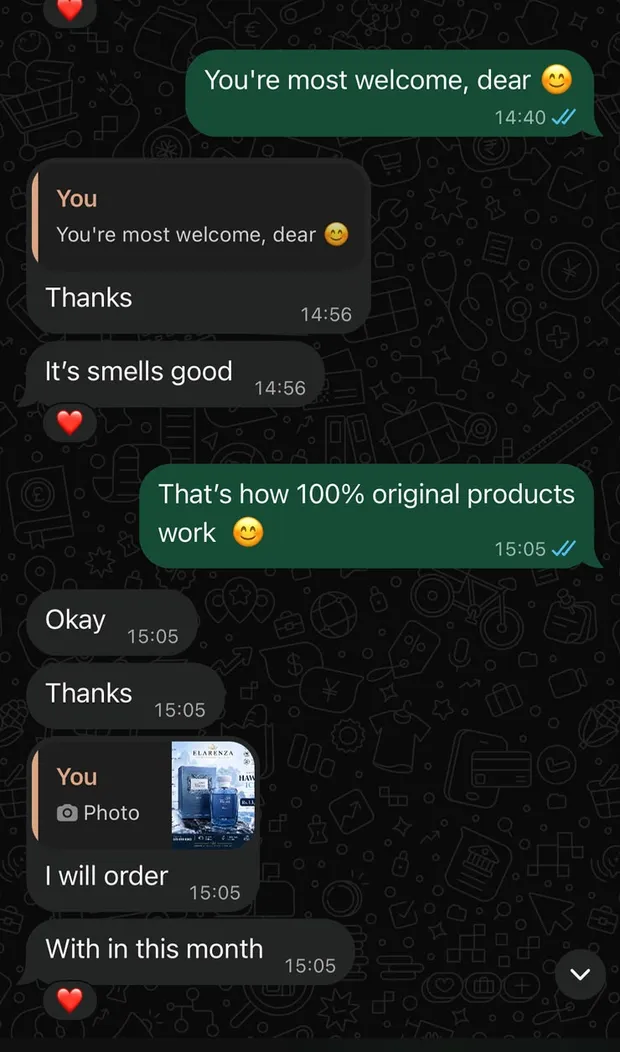 You're most welcome, dear 😊
14:40
You
You're most welcome, dear 😊
Thanks
14:56
It's smells good
14:56
That's how 100% original products
work 😊
15:05
Okay
15:05
Thanks
15:05
You
Photo
ELARENZA
I will order
15:05
With in this month
15:05